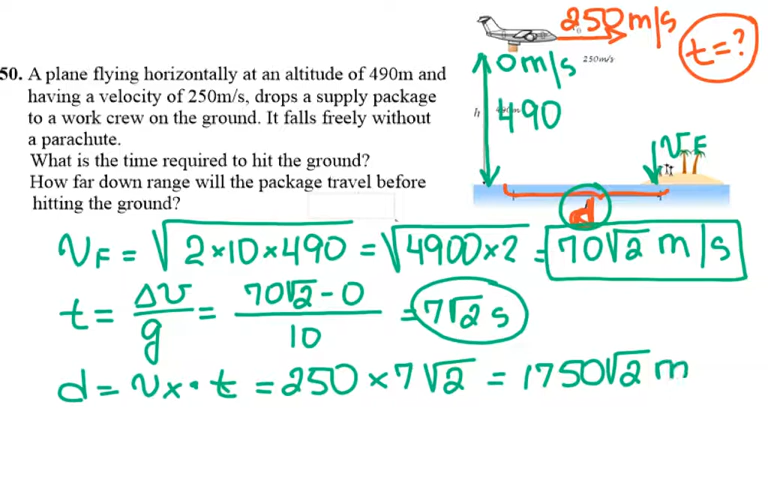 250m/s
t=?
0m/s
250m/s
50. A plane flying horizontally at an altitude of 490m and
having a velocity of 250m/s, drops a supply package
to a work crew on the ground. It falls freely without
a parachute.
What is the time required to hit the ground?
How far down range will the package travel before
hitting the ground?
h
490
VF
d
VF = √2×10×490 = √4900×2 = 70√2 m/s
t = ΔV/g = 70√2-0/10 = 7√2 s
d = Vx · t = 250 × 7√2 = 1750√2 m